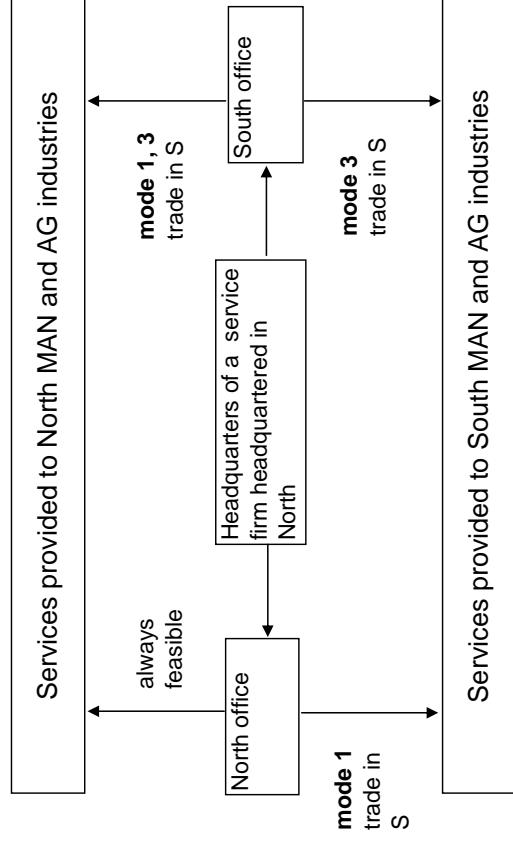 Services provided to North MAN and AG industries
always
feasible
mode 1, 3
trade in S
North office
Headquarters of a service
firm headquartered in
North
South office
mode 1
trade in
S
mode 3
trade in S
Services provided to South MAN and AG industries